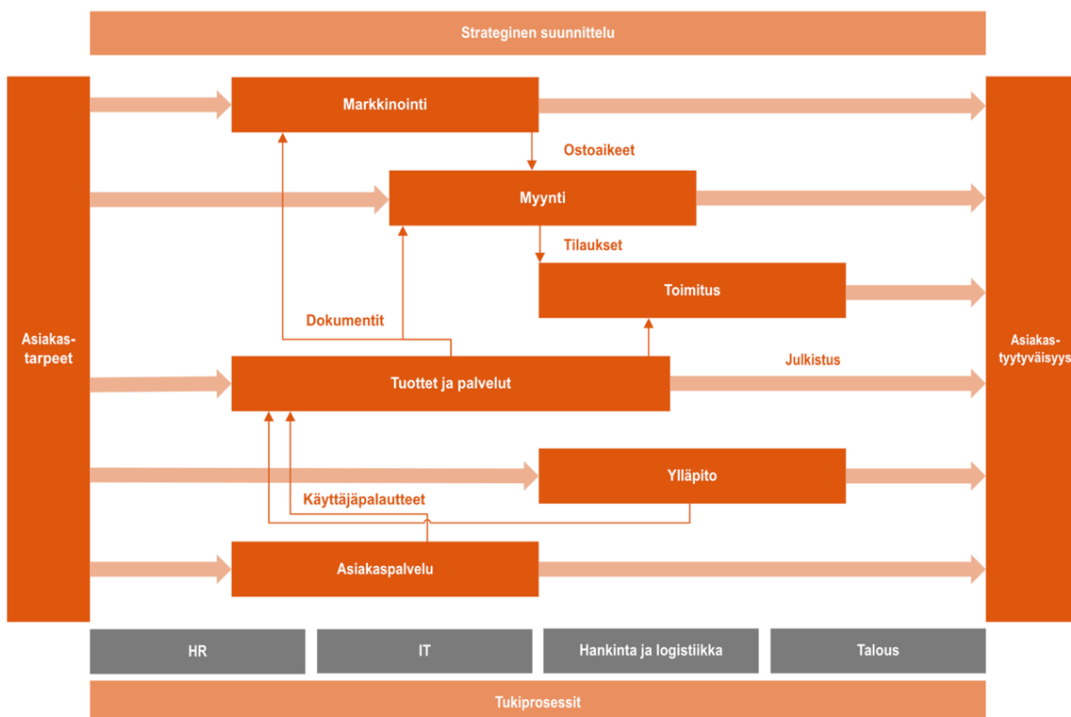 Strateginen suunnittelu
Markkinointi
Ostoaikeet
Myynti
Tilaukset
Toimitus
Dokumentit
Asiakas-
tarpeet
Asiakas-
tyytyväisyys
Julkistus
Tuottet ja palvelut
Ylläpito
Käyttäjäpalautteet
Asiakaspalvelu
HR
IT
Hankinta ja logistiikka
Talous
Tukiprosessit